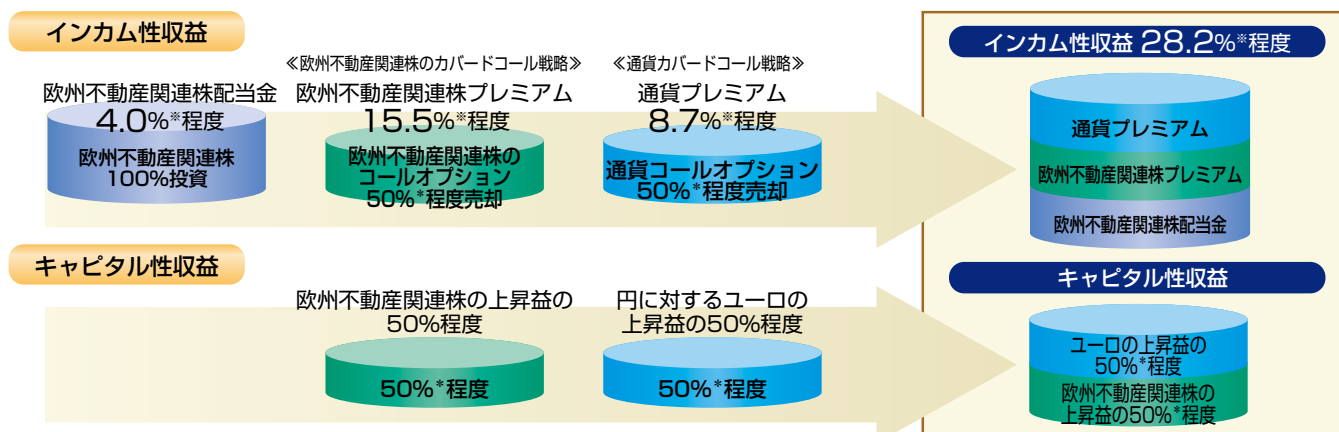 インカム性収益
欧州不動産関連株配当金
4.0%※程度
欧州不動産関連株
100%投資
≪欧州不動産関連株のカバードコール戦略≫
欧州不動産関連株プレミアム
15.5%※程度
欧州不動産関連株の
コールオプション
50%*程度売却
≪通貨カバードコール戦略≫
通貨プレミアム
8.7%※程度
通貨コールオプション
50%*程度売却
インカム性収益 28.2%※程度
通貨プレミアム
欧州不動産関連株プレミアム
欧州不動産関連株配当金
キャピタル性収益
欧州不動産関連株の上昇益の
50%程度
50%*程度
円に対するユーロの
上昇益の50%程度
50%*程度
キャピタル性収益
ユーロの上昇益の
50%*程度
欧州不動産関連株の
上昇益の50%*程度